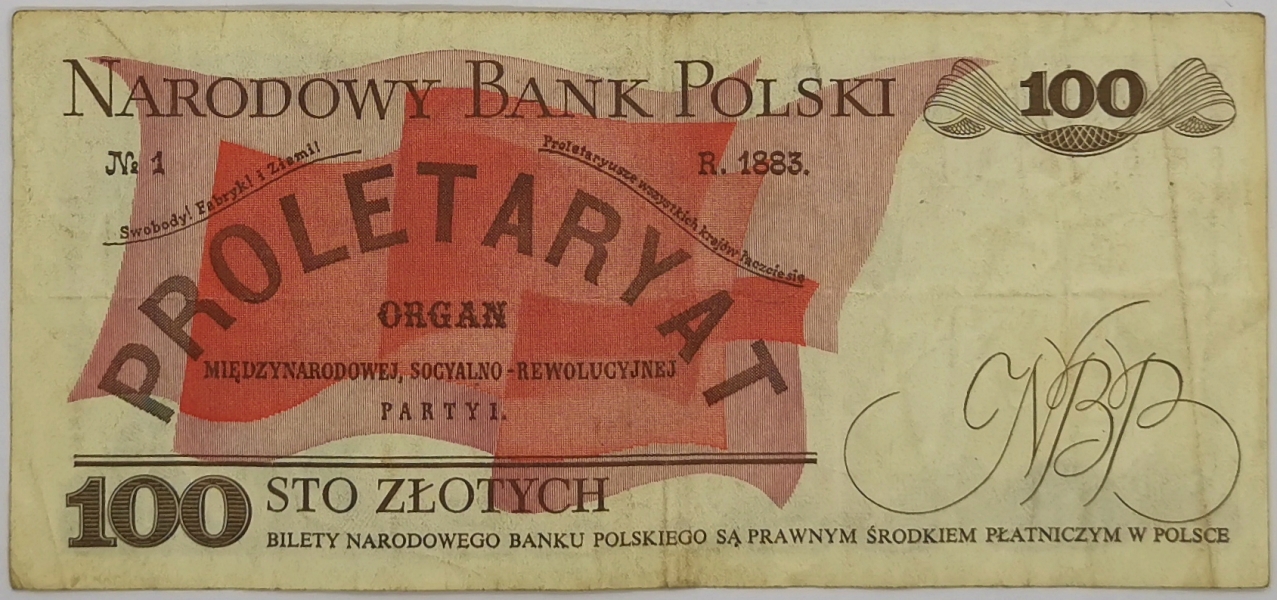 NARODOWY BANK POLSKI
100
№ 1
Swobody! Fabryk! i Ziemi!
Proletaryusze wszystkich krajów łączcie się
R. 1883.
PROLETARYAT
ORGAN
MIĘDZYNARODOWEJ, SOCYALNO-REWOLUCYJNEJ
PARTYI.
NBP
100 STO ZŁOTYCH
BILETY NARODOWEGO BANKU POLSKIEGO SĄ PRAWNYM ŚRODKIEM PŁATNICZYM W POLSCE